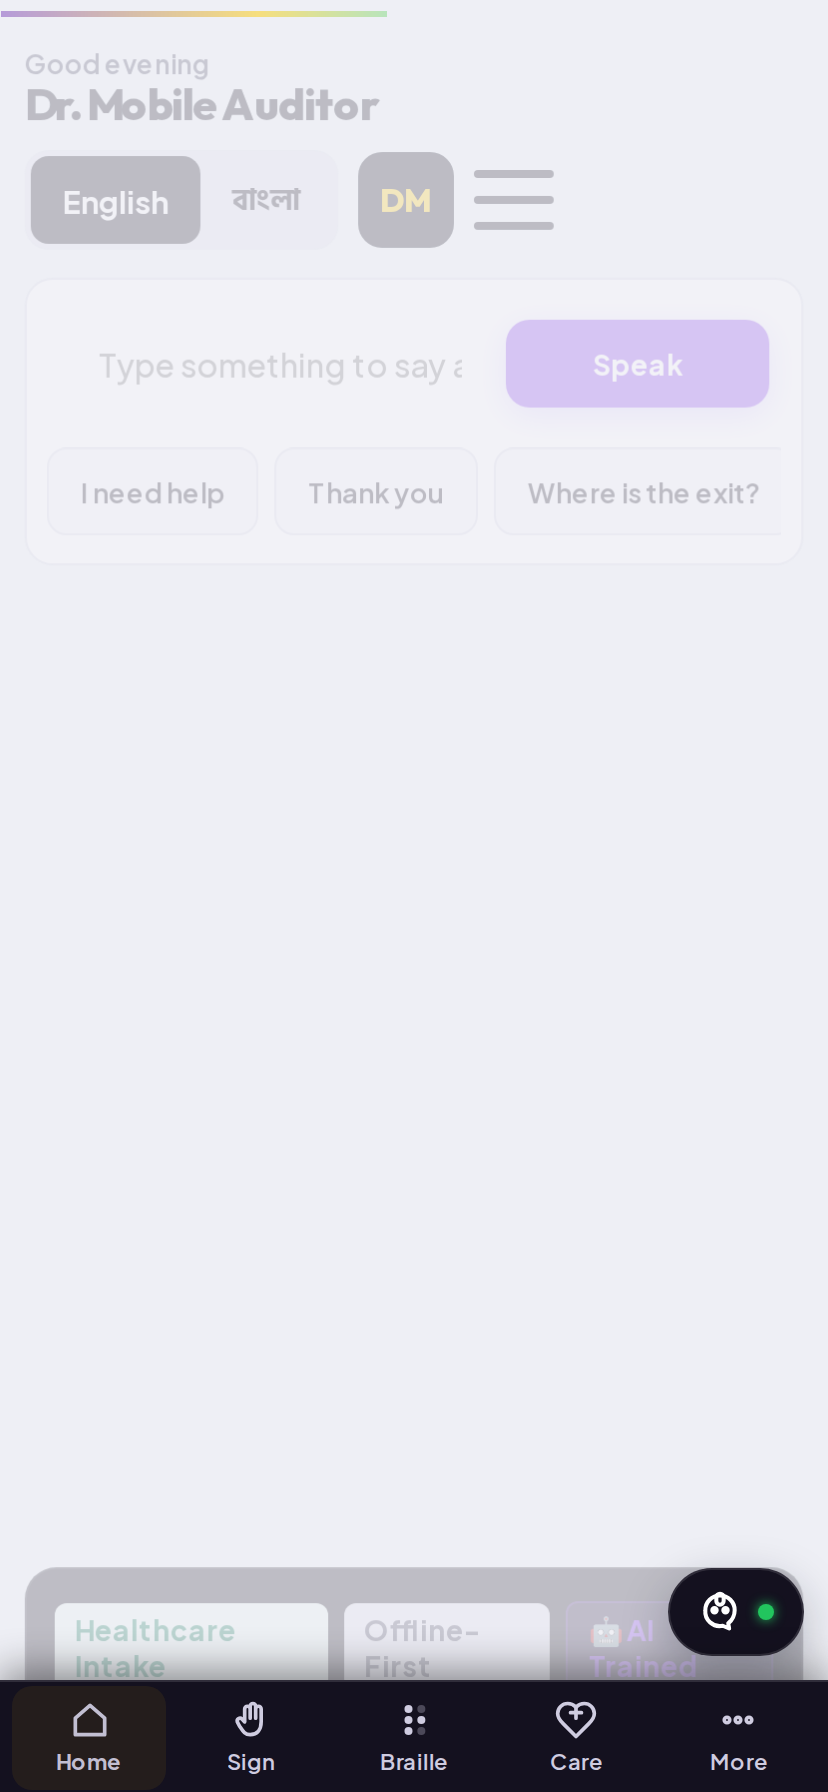 Good evening
Dr. Mobile Auditor
English
বাংলা
DM
Type something to say
Speak
I need help
Thank you
Where is the exit?
Healthcare
Intake
Offline-
First
🤖 AI
Trained
Home
Sign
Braille
Care
More